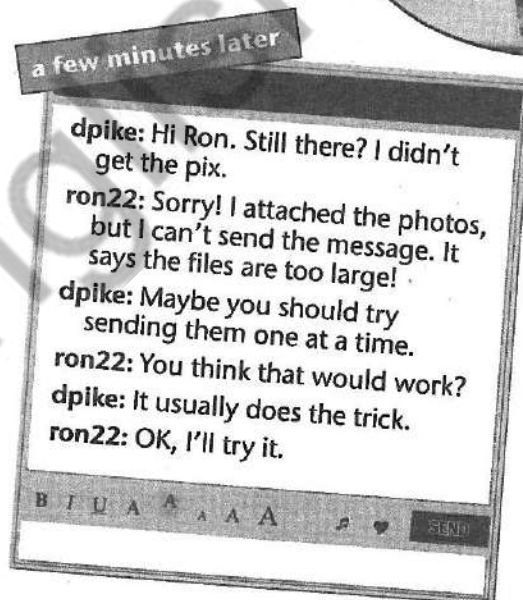 a few minutes later
dpike: Hi Ron. Still there? I didn't
get the pix.
ron22: Sorry! I attached the photos,
but I can't send the message. It
says the files are too large!
dpike: Maybe you should try
sending them one at a time.
ron22: You think that would work?
dpike: It usually does the trick.
ron22: OK, I'll try it.
B I U A A A A A SEND